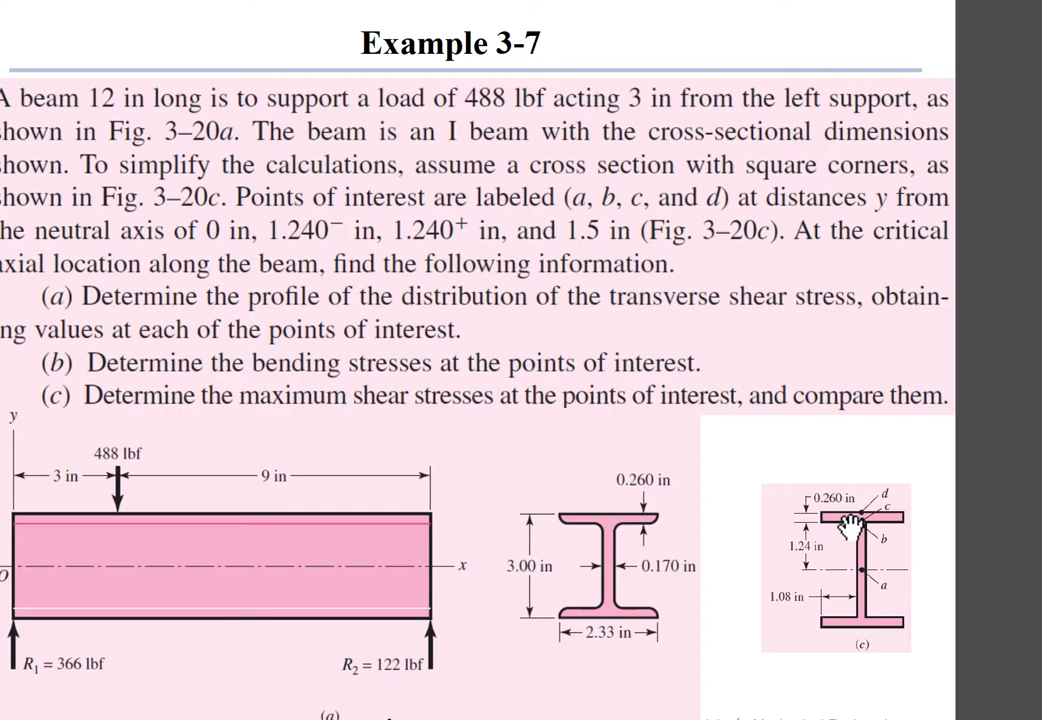 Example 3-7
A beam 12 in long is to support a load of 488 lbf acting 3 in from the left support, as
shown in Fig. 3–20a. The beam is an I beam with the cross-sectional dimensions
shown. To simplify the calculations, assume a cross section with square corners, as
shown in Fig. 3–20c. Points of interest are labeled (a, b, c, and d) at distances y from
he neutral axis of 0 in, 1.240⁻ in, 1.240⁺ in, and 1.5 in (Fig. 3–20c). At the critical
axial location along the beam, find the following information.
(a) Determine the profile of the distribution of the transverse shear stress, obtain-
ng values at each of the points of interest.
(b) Determine the bending stresses at the points of interest.
(c) Determine the maximum shear stresses at the points of interest, and compare them.
y
488 lbf
3 in
9 in
O
x
R₁ = 366 lbf
R₂ = 122 lbf
(a)
0.260 in
3.00 in
0.170 in
2.33 in
0.260 in
d
c
b
1.24 in
a
1.08 in
(c)